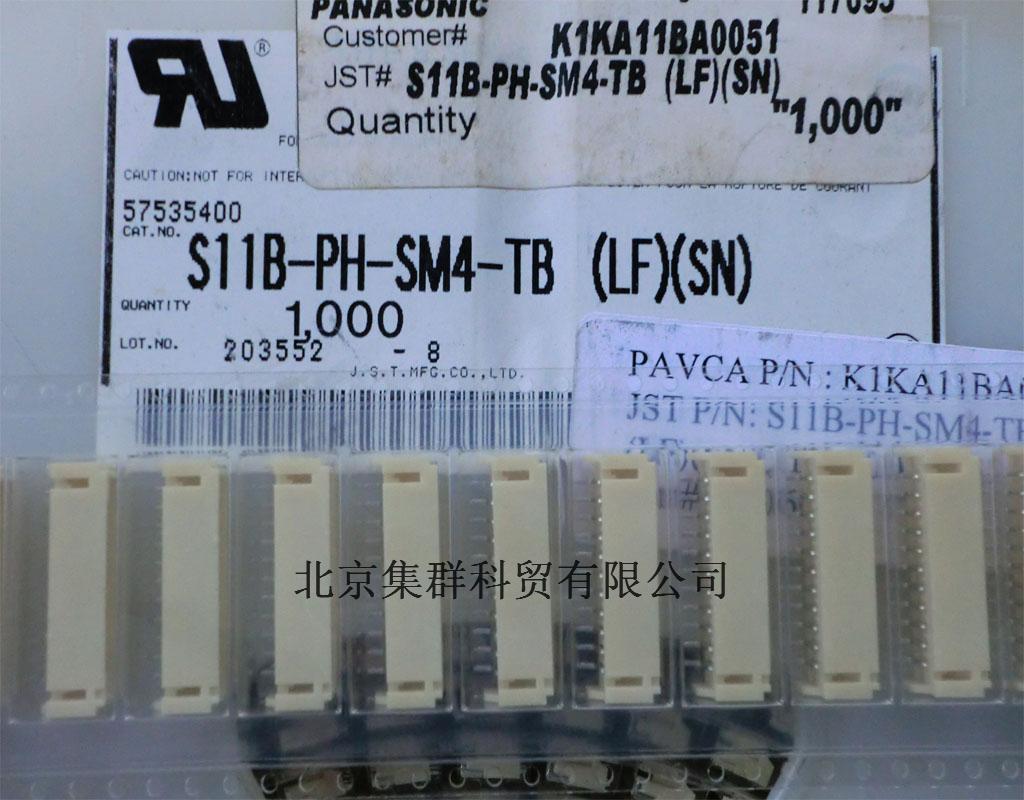 PANASONIC
Customer# K1KA11BA0051
JST# S11B-PH-SM4-TB (LF)(SN)
Quantity "1,000"
®
CAUTION:NOT FOR
57535400
CAT.NO.
S11B-PH-SM4-TB (LF)(SN)
QUANTITY 1,000
LOT.NO. 203552 - 8
J.S.T.MFG.CO.,LTD.
PAVCA P/N : K1KA11BA
JST P/N: S11B-PH-SM4-TB
北京集群科贸有限公司